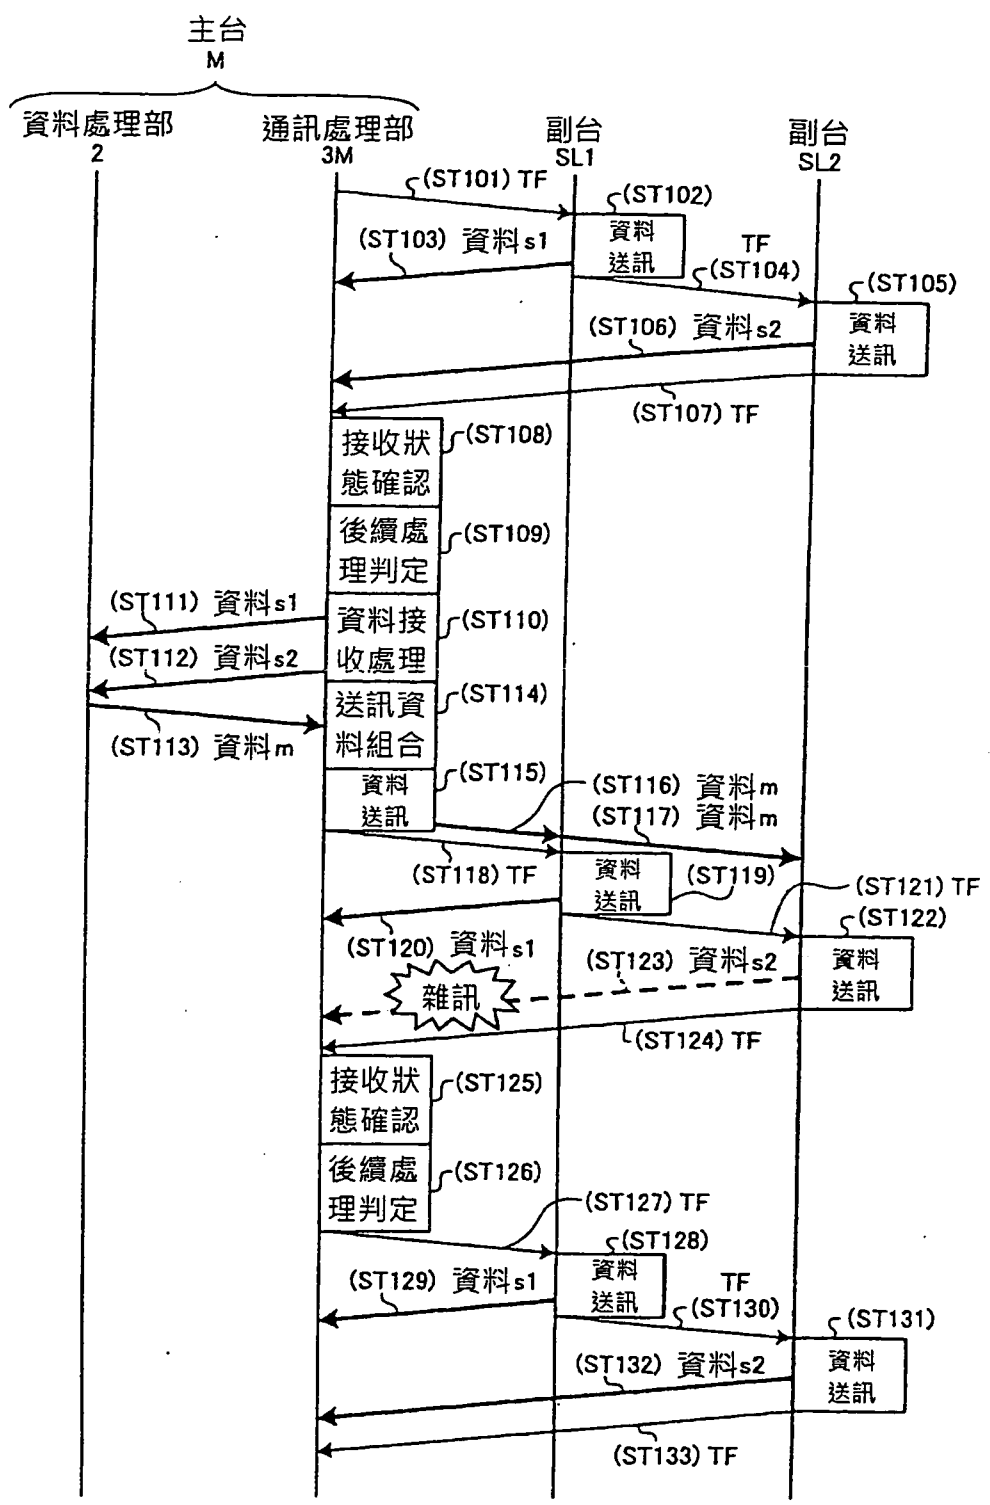 主台
M
資料處理部
2
通訊處理部
3M
副台
SL1
副台
SL2
(ST101) TF
(ST102)
資料
送訊
(ST103) 資料s1
TF
(ST104)
(ST105)
資料
送訊
(ST106) 資料s2
(ST107) TF
接收狀
態確認
(ST108)
後續處
理判定
(ST109)
(ST111) 資料s1
資料接
收處理
(ST110)
(ST112) 資料s2
送訊資
料組合
(ST114)
(ST113) 資料m
資料
送訊
(ST115)
(ST116) 資料m
(ST117) 資料m
(ST118) TF
資料
送訊
(ST119)
(ST121) TF
(ST120) 資料s1
(ST122)
資料
送訊
(ST123) 資料s2
雜訊
(ST124) TF
接收狀
態確認
(ST125)
後續處
理判定
(ST126)
(ST127) TF
(ST128)
資料
送訊
(ST129) 資料s1
TF
(ST130)
(ST131)
資料
送訊
(ST132) 資料s2
(ST133) TF